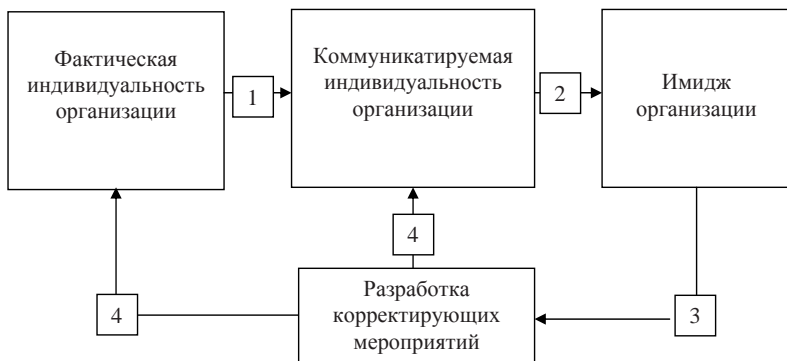 Фактическая
индивидуальность
организации
1
Коммуникатируемая
индивидуальность
организации
2
Имидж
организации
4
4
Разработка
корректирующих
мероприятий
3